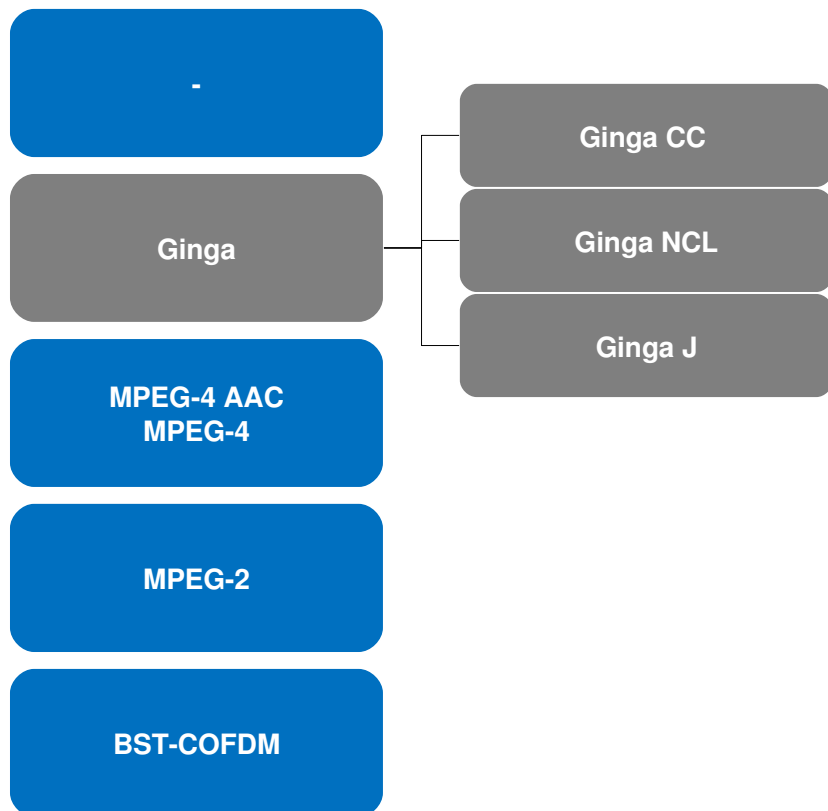 -
Ginga
Ginga CC
Ginga NCL
Ginga J
MPEG-4 AAC
MPEG-4
MPEG-2
BST-COFDM